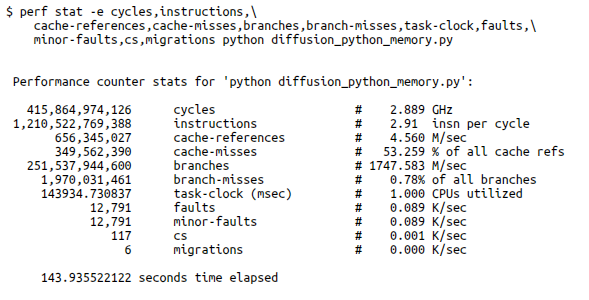 $ perf stat -e cycles,instructions,\
    cache-references,cache-misses,branches,branch-misses,task-clock,faults,\
    minor-faults,cs,migrations python diffusion_python_memory.py
Performance counter stats for 'python diffusion_python_memory.py':
415,864,974,126 cycles # 2.889 GHz
1,210,522,769,388 instructions # 2.91 insn per cycle
656,345,027 cache-references # 4.560 M/sec
349,562,390 cache-misses # 53.259 % of all cache refs
251,537,944,600 branches # 1747.583 M/sec
1,970,031,461 branch-misses # 0.78% of all branches
143934.730837 task-clock (msec) # 1.000 CPUs utilized
12,791 faults # 0.089 K/sec
12,791 minor-faults # 0.089 K/sec
117 cs # 0.001 K/sec
6 migrations # 0.000 K/sec
143.935522122 seconds time elapsed